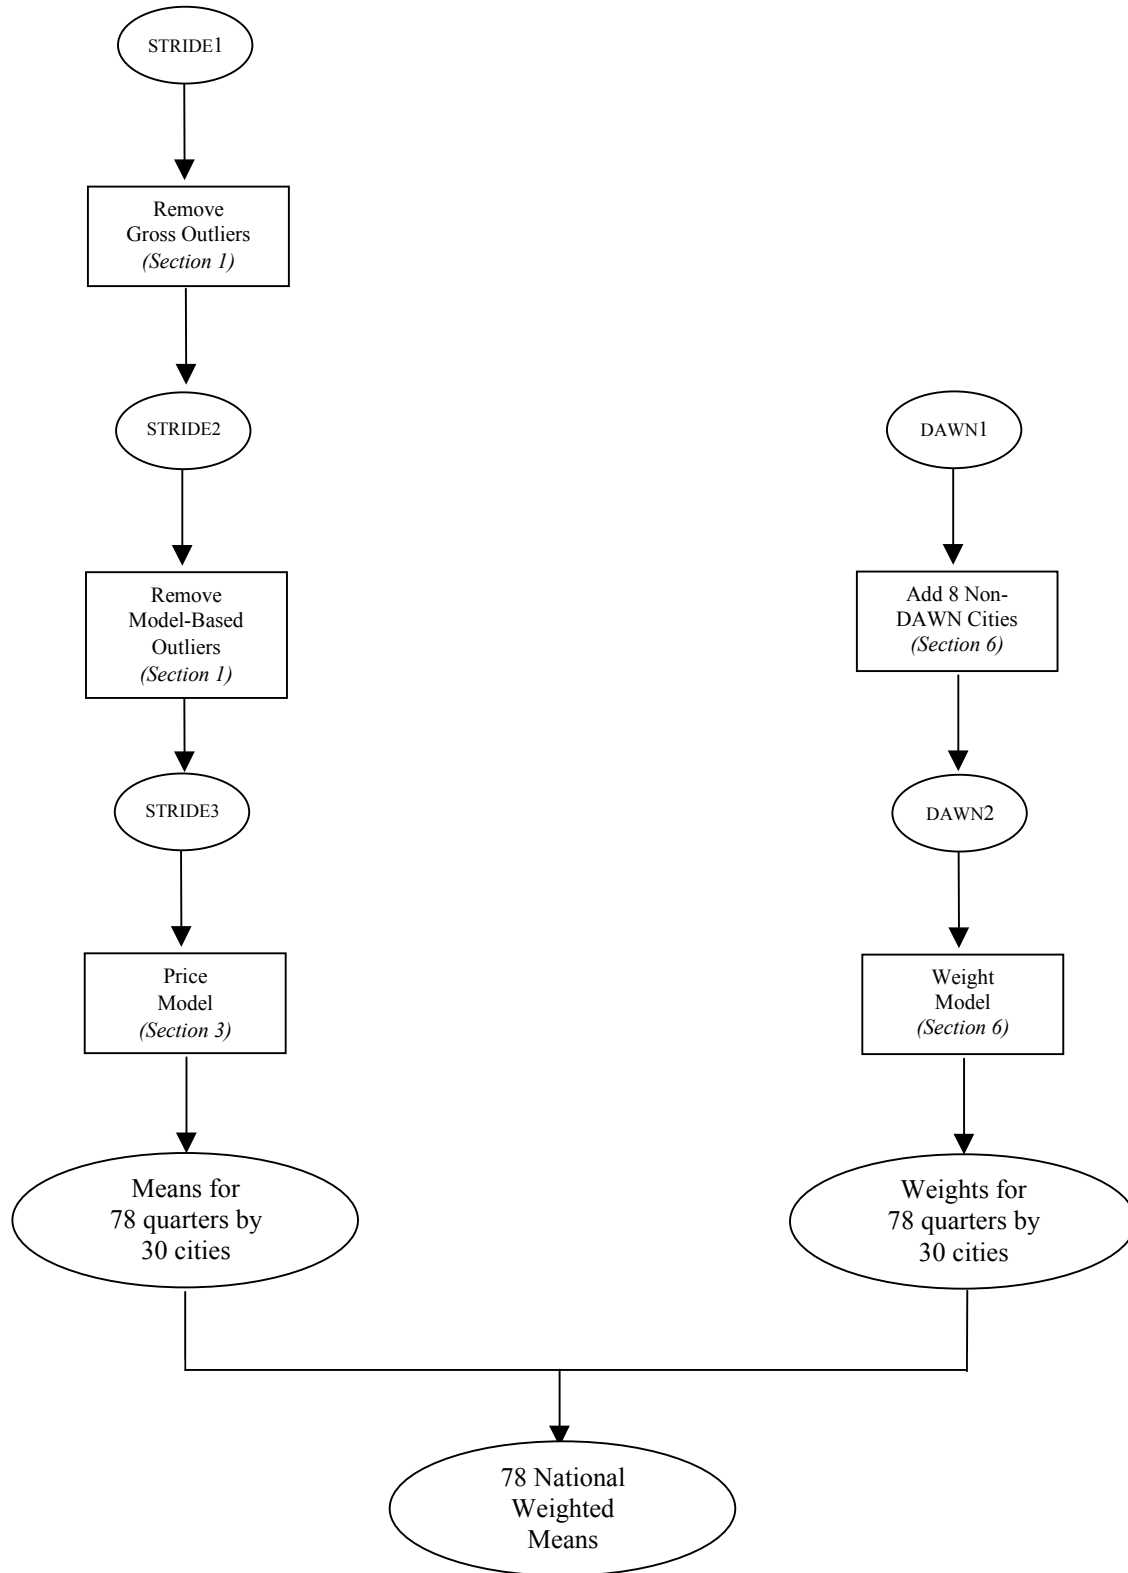 STRIDE1
Remove
Gross Outliers
(Section 1)
STRIDE2
DAWN1
Remove
Model-Based
Outliers
(Section 1)
Add 8 Non-
DAWN Cities
(Section 6)
STRIDE3
DAWN2
Price
Model
(Section 3)
Weight
Model
(Section 6)
Means for
78 quarters by
30 cities
Weights for
78 quarters by
30 cities
78 National
Weighted
Means